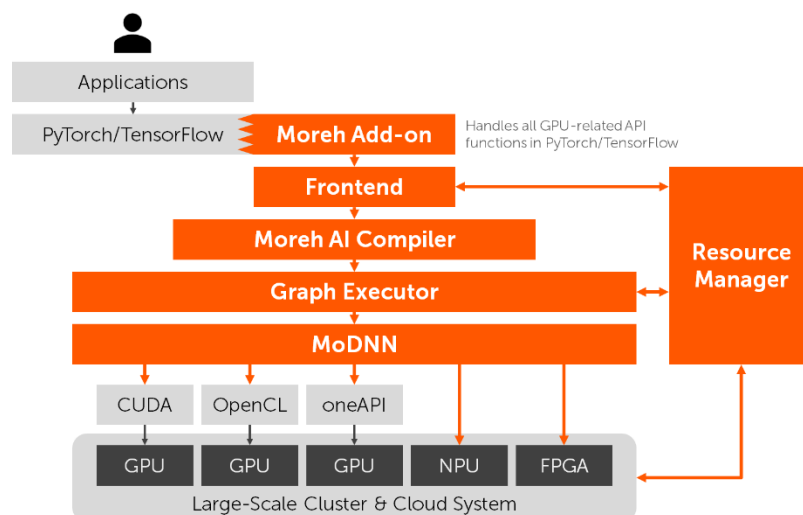 Applications
PyTorch/TensorFlow
Moreh Add-on
Handles all GPU-related API
functions in PyTorch/TensorFlow
Frontend
Moreh AI Compiler
Resource
Manager
Graph Executor
MoDNN
CUDA
OpenCL
oneAPI
GPU
GPU
GPU
NPU
FPGA
Large-Scale Cluster & Cloud System